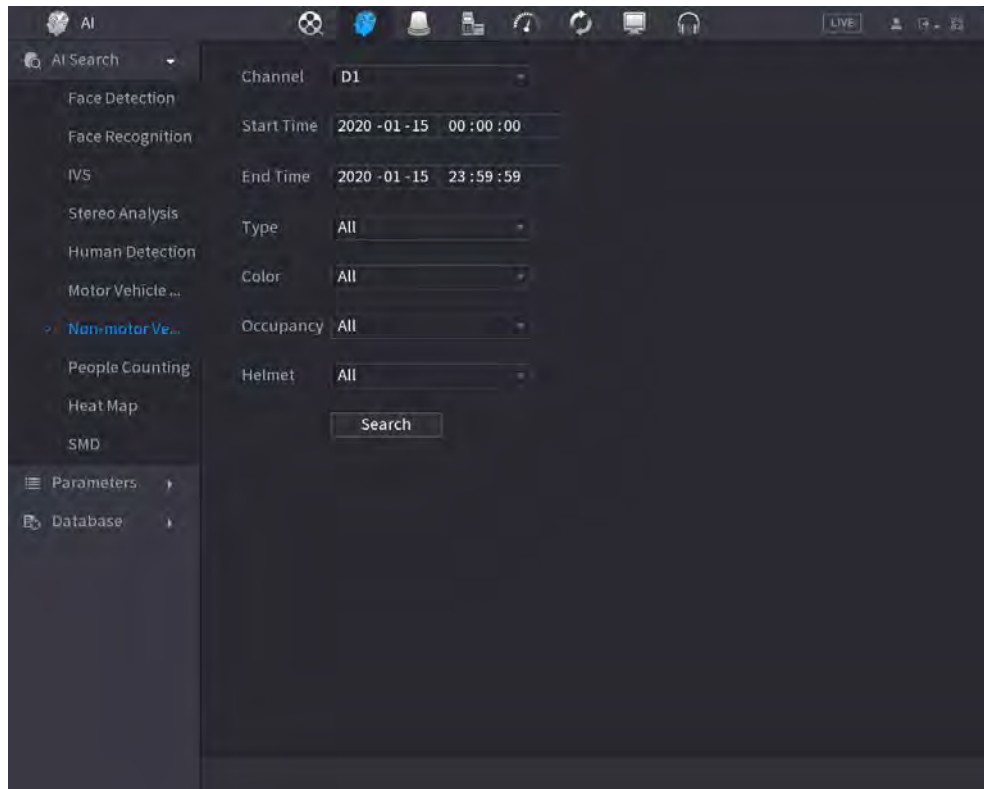 AI
LIVE
AI Search
Face Detection
Face Recognition
IVS
Stereo Analysis
Human Detection
Motor Vehicle ...
Non-motor Ve...
People Counting
Heat Map
SMD
Parameters
Database
Channel D1
Start Time 2020 -01 -15 00 :00 :00
End Time 2020 -01 -15 23 :59 :59
Type All
Color All
Occupancy All
Helmet All
Search